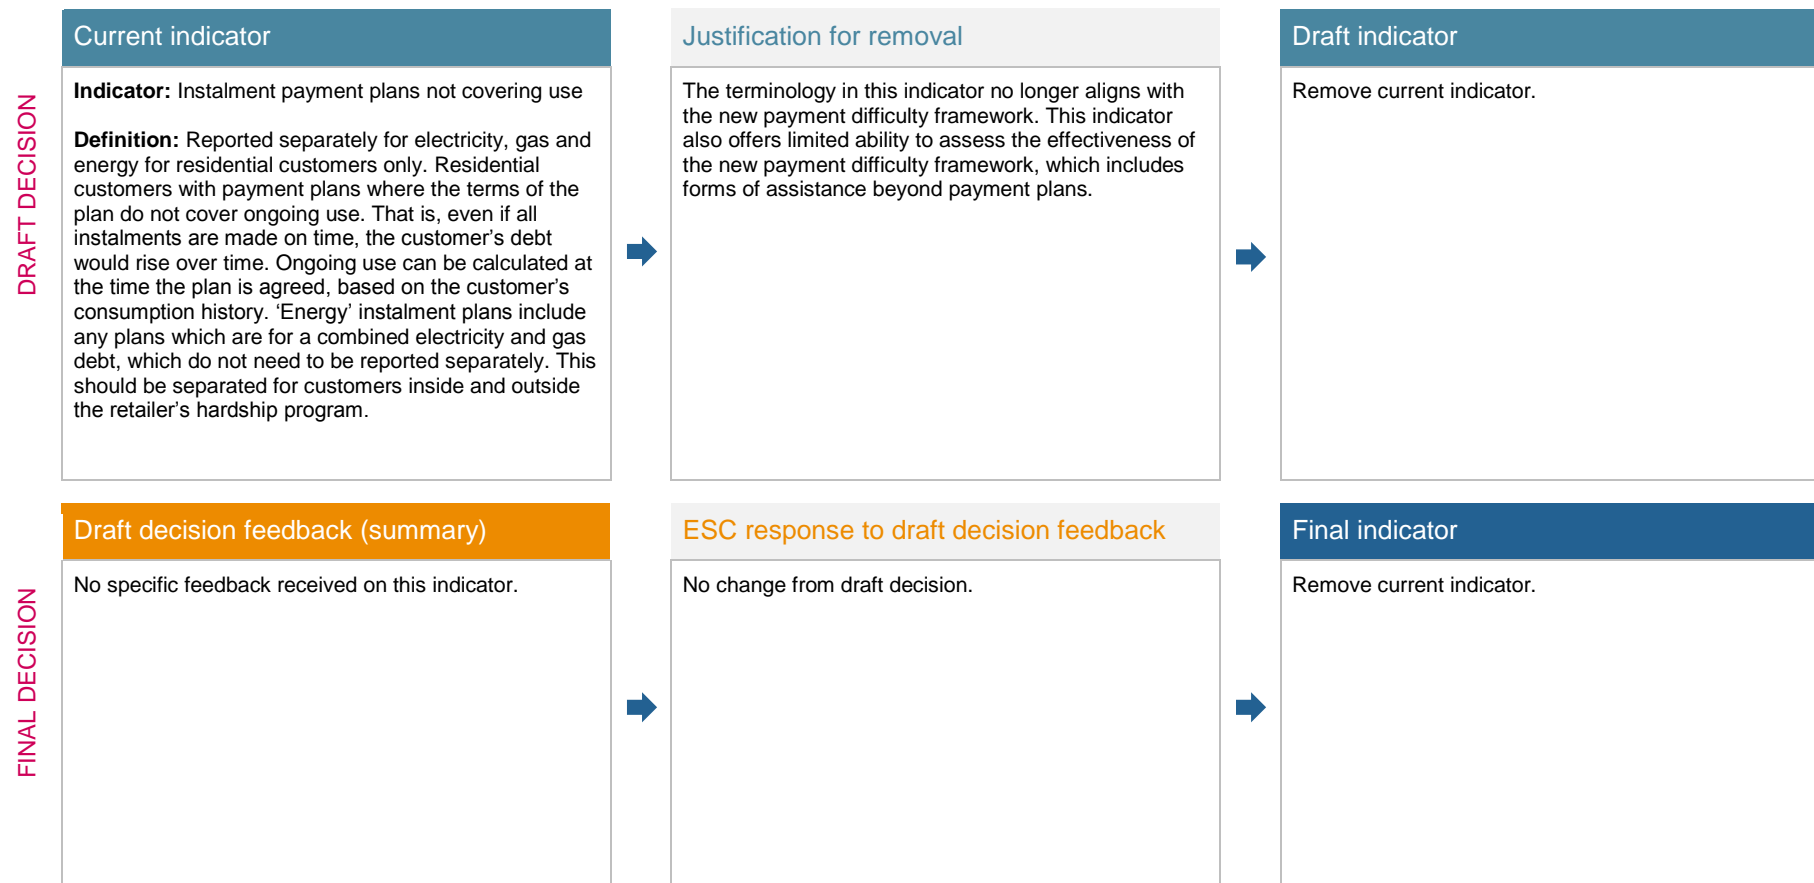 DRAFT DECISION
Current indicator
Indicator: Instalment payment plans not covering use
Definition: Reported separately for electricity, gas and
energy for residential customers only. Residential
customers with payment plans where the terms of the
plan do not cover ongoing use. That is, even if all
instalments are made on time, the customer’s debt
would rise over time. Ongoing use can be calculated at
the time the plan is agreed, based on the customer’s
consumption history. ‘Energy’ instalment plans include
any plans which are for a combined electricity and gas
debt, which do not need to be reported separately. This
should be separated for customers inside and outside
the retailer’s hardship program.
Justification for removal
The terminology in this indicator no longer aligns with
the new payment difficulty framework. This indicator
also offers limited ability to assess the effectiveness of
the new payment difficulty framework, which includes
forms of assistance beyond payment plans.
Draft indicator
Remove current indicator.
FINAL DECISION
Draft decision feedback (summary)
No specific feedback received on this indicator.
ESC response to draft decision feedback
No change from draft decision.
Final indicator
Remove current indicator.